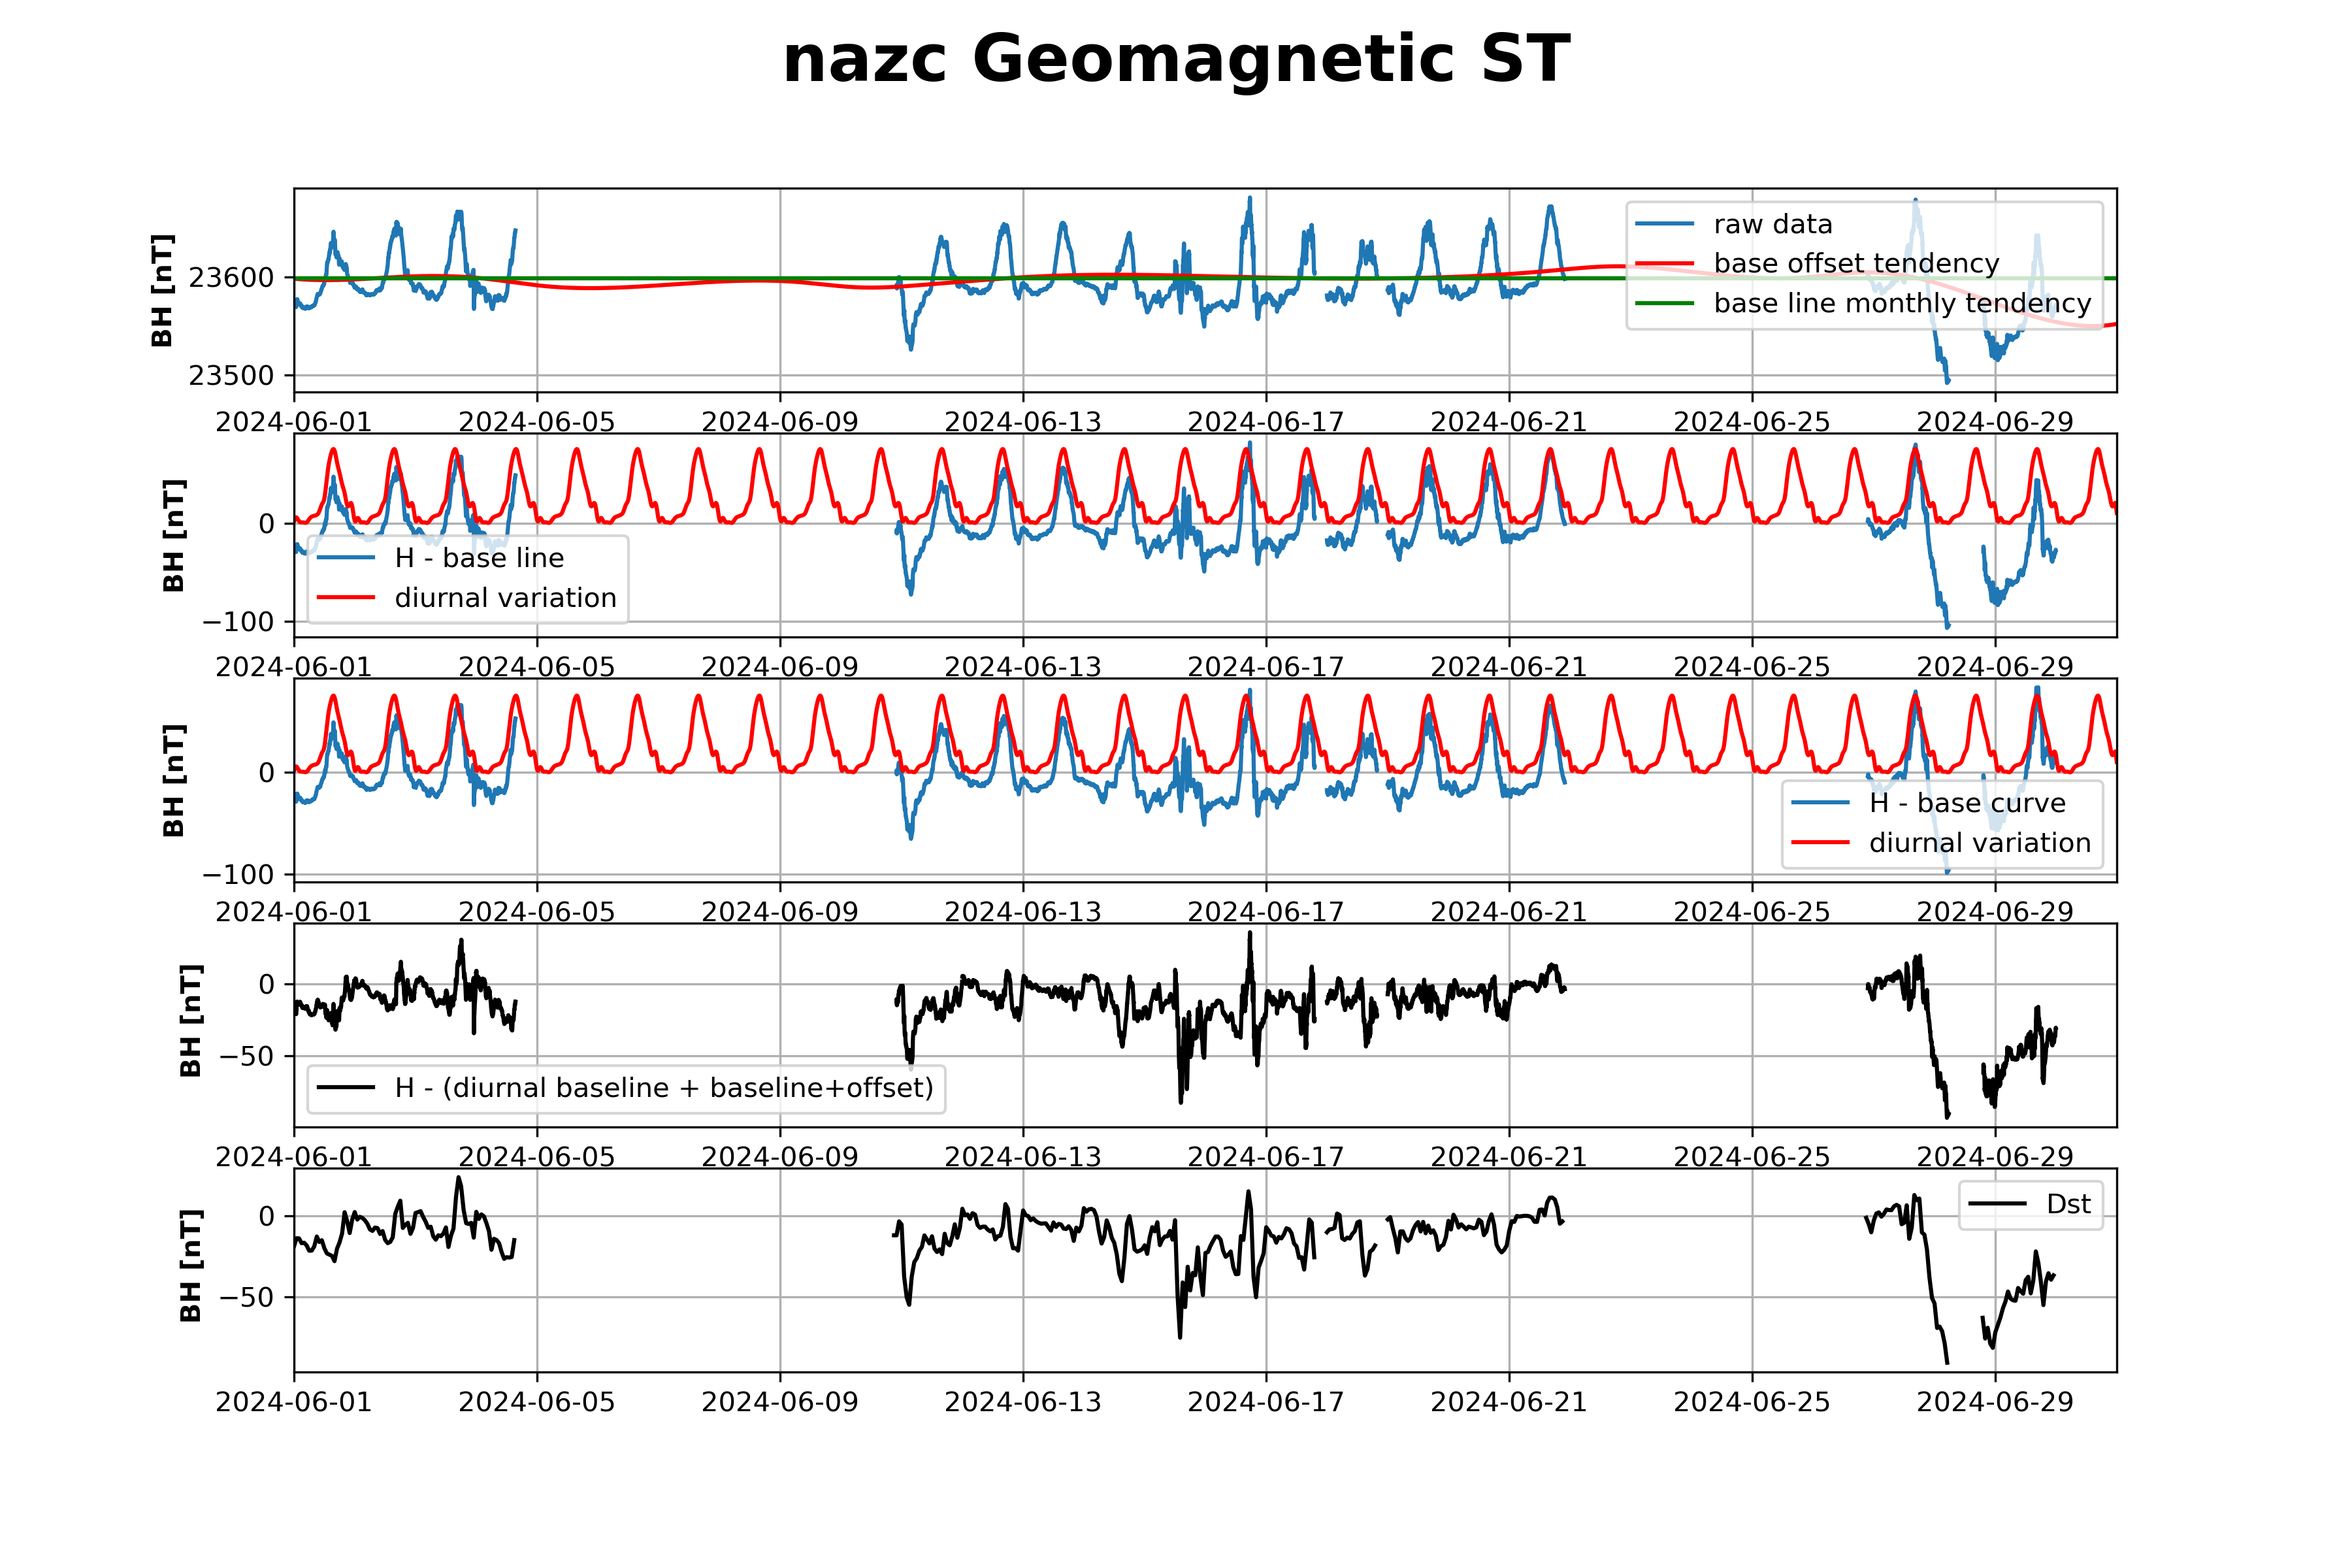 nazc Geomagnetic ST
BH [nT]
23600
23500
raw data
base offset tendency
base line monthly tendency
2024-06-01 2024-06-05 2024-06-09 2024-06-13 2024-06-17 2024-06-21 2024-06-25 2024-06-29
BH [nT]
0
−100
H - base line
diurnal variation
2024-06-01 2024-06-05 2024-06-09 2024-06-13 2024-06-17 2024-06-21 2024-06-25 2024-06-29
BH [nT]
0
−100
H - base curve
diurnal variation
2024-06-01 2024-06-05 2024-06-09 2024-06-13 2024-06-17 2024-06-21 2024-06-25 2024-06-29
BH [nT]
0
−50
H - (diurnal baseline + baseline+offset)
2024-06-01 2024-06-05 2024-06-09 2024-06-13 2024-06-17 2024-06-21 2024-06-25 2024-06-29
BH [nT]
0
−50
Dst
2024-06-01 2024-06-05 2024-06-09 2024-06-13 2024-06-17 2024-06-21 2024-06-25 2024-06-29